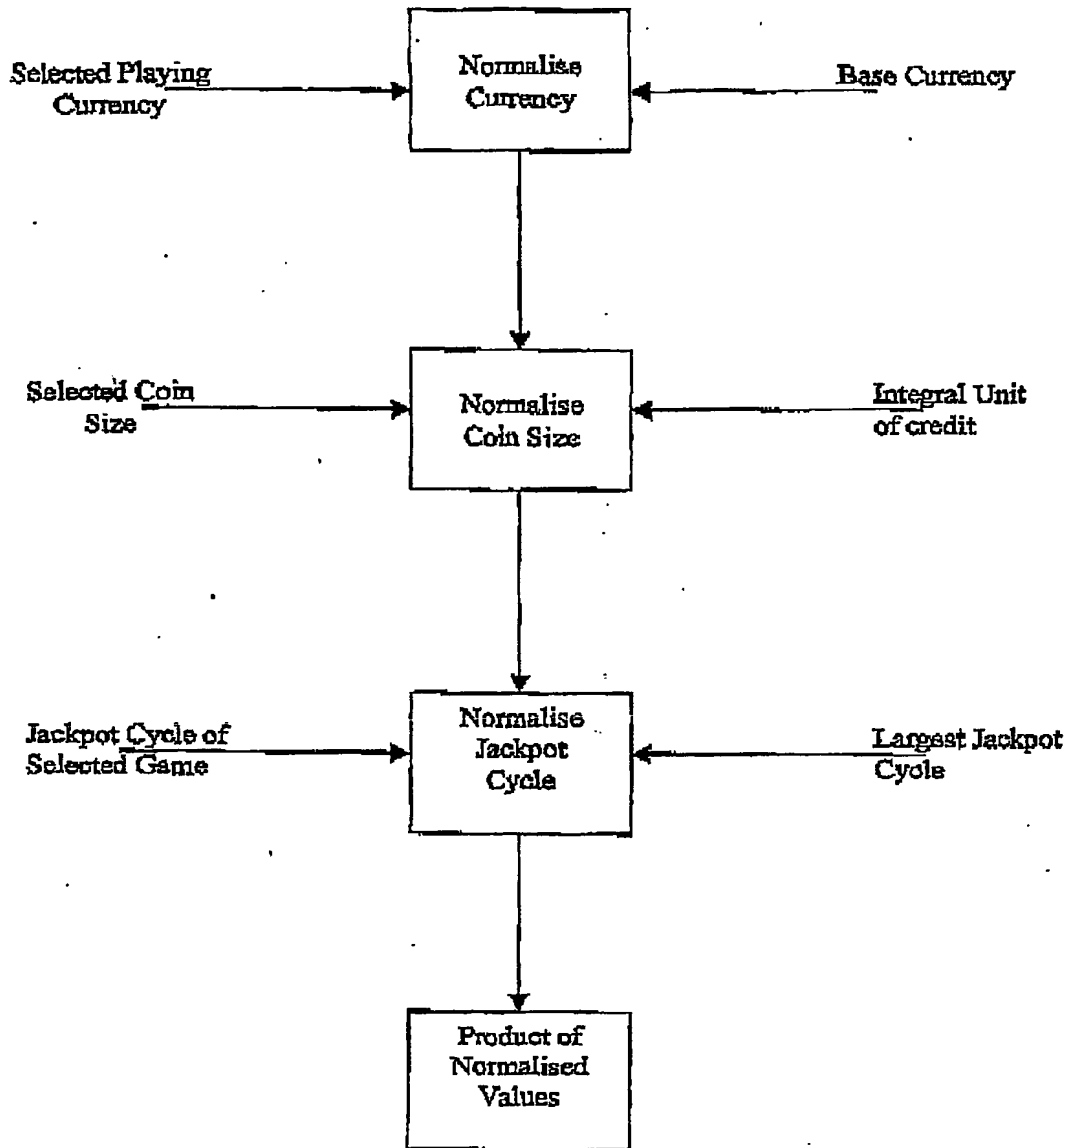 Selected Playing
Currency
Normalise
Currency
Base Currency
Selected Coin
Size
Normalise
Coin Size
Integral Unit
of credit
Jackpot Cycle of
Selected Game
Normalise
Jackpot
Cycle
Largest Jackpot
Cycle
Product of
Normalised
Values